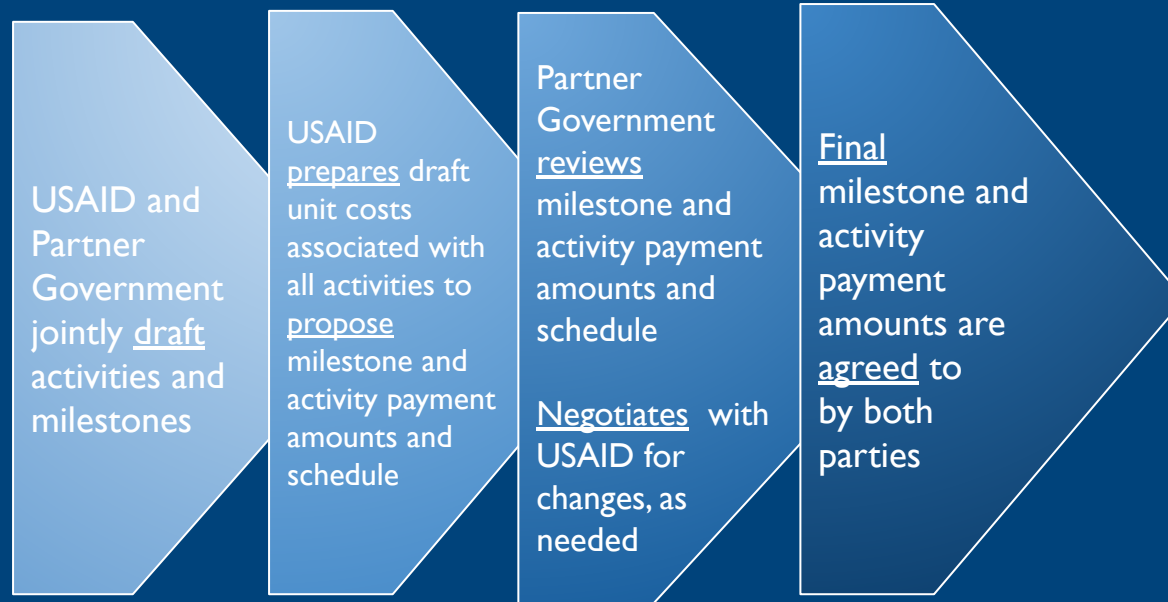 USAID and
Partner
Government
jointly draft
activities and
milestones
USAID
prepares draft
unit costs
associated with
all activities to
propose
milestone and
activity payment
amounts and
schedule
Partner
Government
reviews
milestone and
activity payment
amounts and
schedule
Negotiates with
USAID for
changes, as
needed
Final
milestone and
activity
payment
amounts are
agreed to
by both
parties